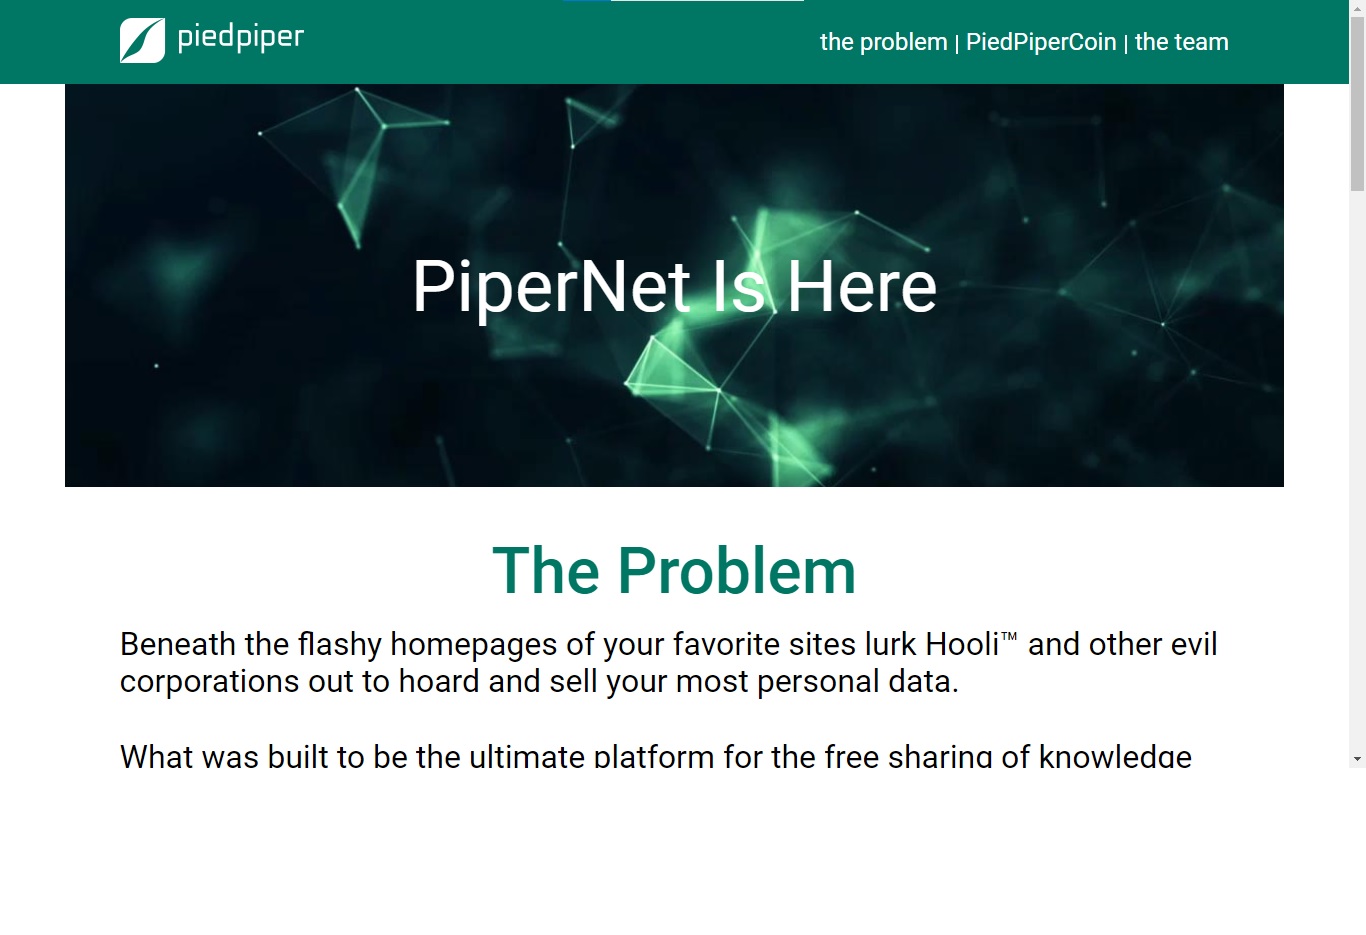 piedpiper
the problem | PiedPiperCoin | the team
PiperNet Is Here
The Problem
Beneath the flashy homepages of your favorite sites lurk Hooli™ and other evil
corporations out to hoard and sell your most personal data.
What was built to be the ultimate platform for the free sharing of knowledge